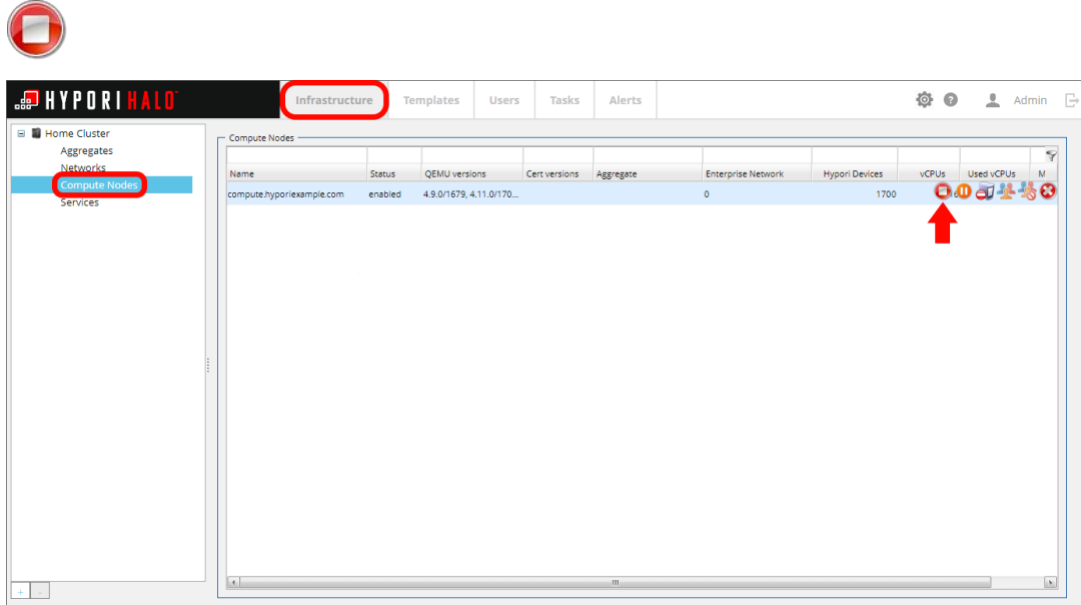 HYPORI HALO Infrastructure Templates Users Tasks Alerts Admin
Home Cluster
Aggregates
Networks
Compute Nodes
Services
Compute Nodes
Name Status QEMU versions Cert versions Aggregate Enterprise Network Hypori Devices vCPUs Used vCPUs M
compute.hyporiexample.com enabled 4.9.0/1679, 4.11.0/170... 0 1700